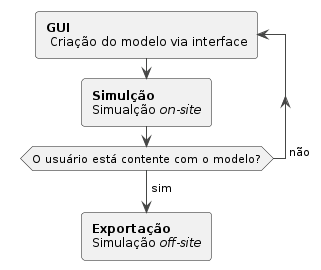 GUI
Criação do modelo via interface
Simulção
Simualção on-site
O usuário está contente com o modelo?
não
sim
Exportação
Simulação off-site